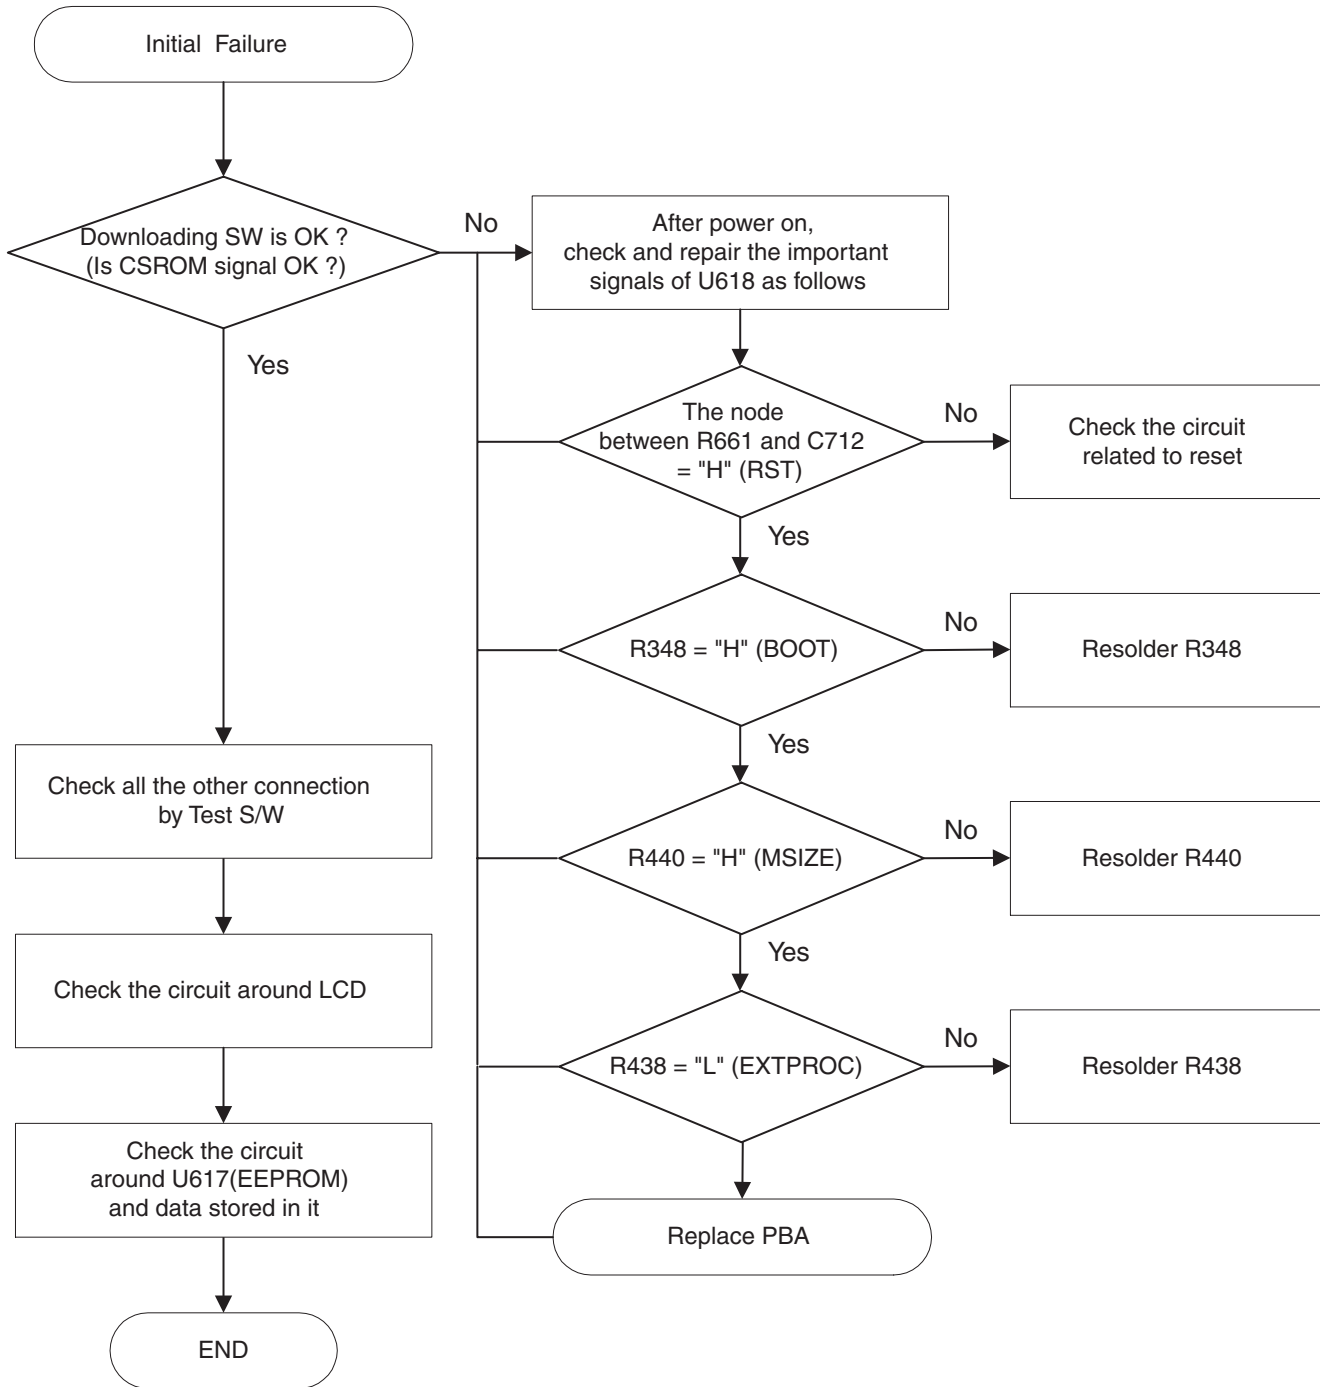 Initial Failure
Downloading SW is OK ?
(Is CSROM signal OK ?)
No
After power on,
check and repair the important
signals of U618 as follows
Yes
The node
between R661 and C712
= "H" (RST)
No
Check the circuit
related to reset
Yes
R348 = "H" (BOOT)
No
Resolder R348
Yes
Check all the other connection
by Test S/W
R440 = "H" (MSIZE)
No
Resolder R440
Yes
Check the circuit around LCD
R438 = "L" (EXTPROC)
No
Resolder R438
Check the circuit
around U617(EEPROM)
and data stored in it
Replace PBA
END